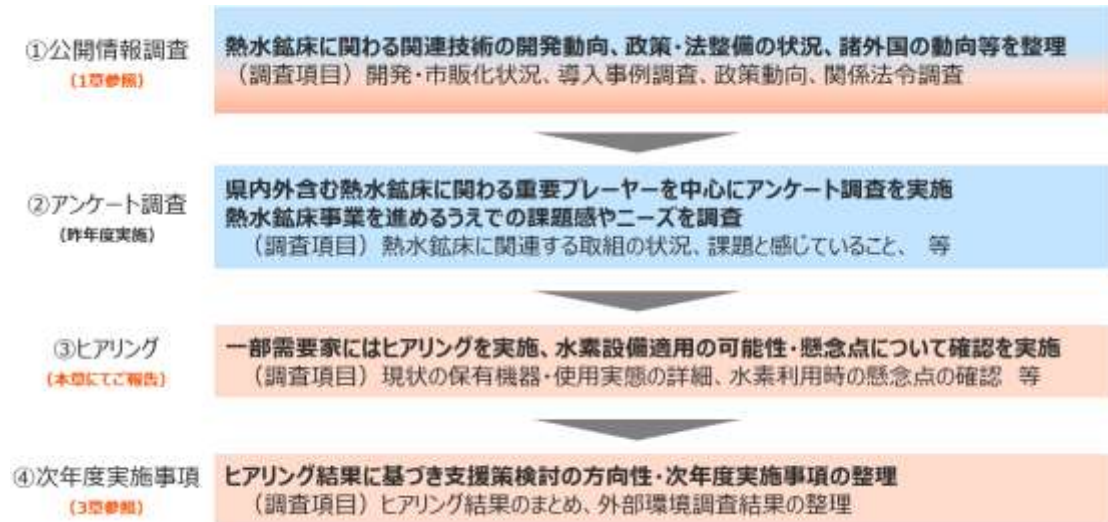 ①公開情報調査
(1章参照)
熱水鉱床に関わる関連技術の開発動向、政策・法整備の状況、諸外国の動向等を整理
（調査項目）開発・市販化状況、導入事例調査、政策動向、関係法令調査
②アンケート調査
(昨年度実施)
県内外含む熱水鉱床に関わる重要プレーヤーを中心にアンケート調査を実施
熱水鉱床事業を進めるうえでの課題感やニーズを調査
（調査項目）熱水鉱床に関連する取組の状況、課題と感じていること、 等
③ヒアリング
(本章にてご報告)
一部需要家にはヒアリングを実施、水素設備適用の可能性・懸念点について確認を実施
（調査項目）現状の保有機器・使用実態の詳細、水素利用時の懸念点の確認 等
④次年度実施事項
(3章参照)
ヒアリング結果に基づき支援策検討の方向性・次年度実施事項の整理
（調査項目）ヒアリング結果のまとめ、外部環境調査結果の整理